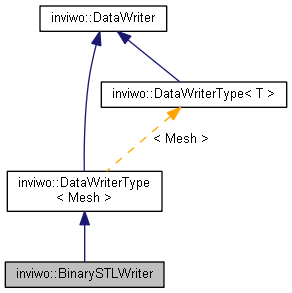 inviwo::DataWriter
inviwo::DataWriterType< T >
< Mesh >
inviwo::DataWriterType
< Mesh >
inviwo::BinarySTLWriter